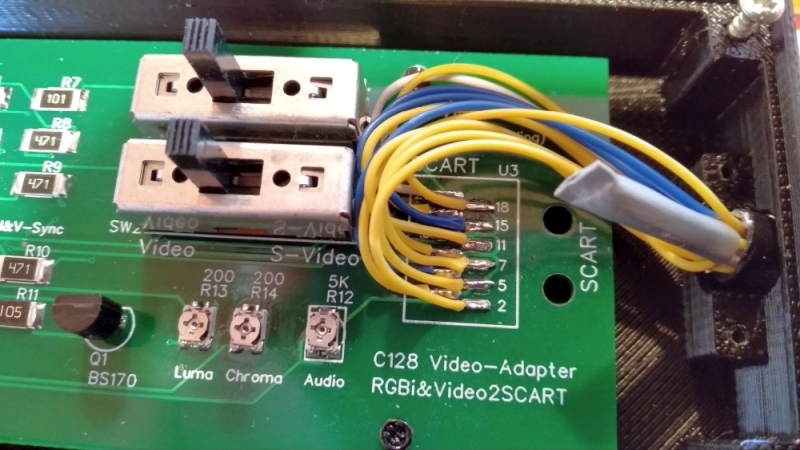 R7
101
R8
471
R9
471
&V-Sync
R10
471
R11
105
SW2
Video
S-Video
Video
S-Video
SCART
U3
18
15
11
7
5
2
SCART
200
R13
200
R14
5K
R12
Q1
BS170
Luma
Chroma
Audio
C128 Video-Adapter
RGBi&Video2SCART